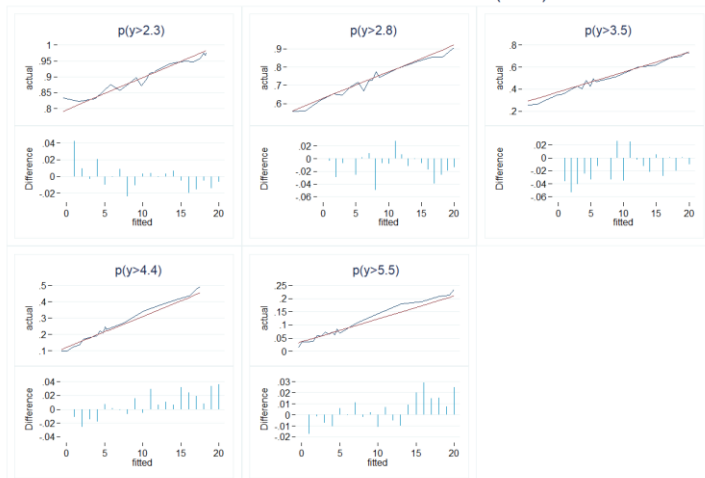 p(y>2.3)
1
.95
.9
.85
.8
actual
.04
.02
0
-.02
Difference
0 5 10 15 20
fitted
p(y>2.8)
.9
.8
.7
.6
actual
.02
0
-.02
-.04
-.06
Difference
0 5 10 15 20
fitted
p(y>3.5)
.8
.6
.4
.2
actual
.02
0
-.02
-.04
-.06
Difference
0 5 10 15 20
fitted
p(y>4.4)
.5
.4
.3
.2
.1
actual
.04
.02
0
-.02
-.04
Difference
0 5 10 15 20
fitted
p(y>5.5)
.25
.2
.15
.1
.05
0
actual
.03
.02
.01
0
-.01
-.02
Difference
0 5 10 15 20
fitted